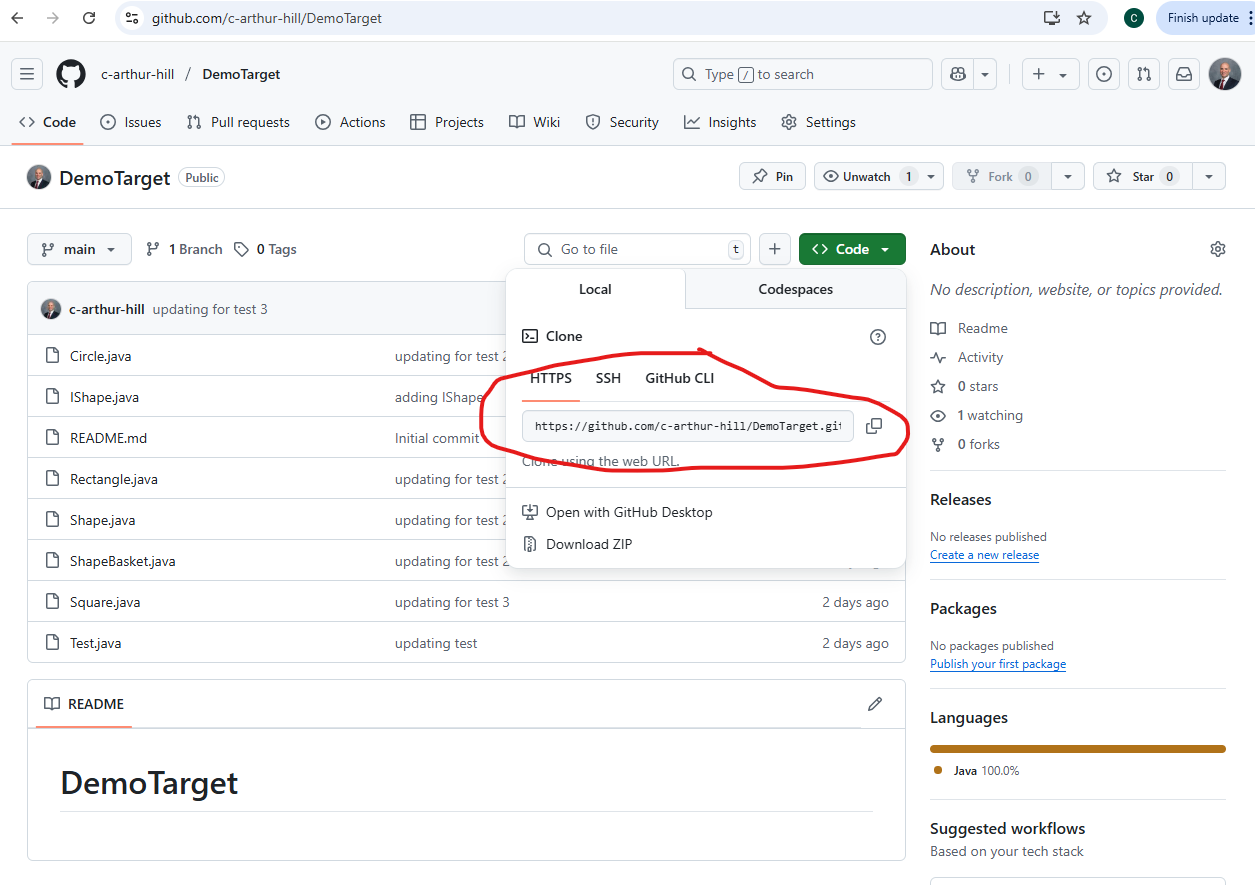 github.com/c-arthur-hill/DemoTarget
C
Finish update
c-arthur-hill / DemoTarget
Type / to search
Code Issues Pull requests Actions Projects Wiki Security Insights Settings
DemoTarget Public
Pin Unwatch 1 Fork 0 Star 0
main 1 Branch 0 Tags
Go to file t
Code
About
Local Codespaces
No description, website, or topics provided.
c-arthur-hill updating for test 3
Readme
Clone
Circle.java updating for test 2
Activity
HTTPS SSH GitHub CLI
0 stars
IShape.java adding IShape
1 watching
https://github.com/c-arthur-hill/DemoTarget.git
README.md Initial commit
0 forks
Clone using the web URL.
Rectangle.java updating for test 2
Releases
Open with GitHub Desktop
Shape.java updating for test 2
No releases published
Download ZIP
Create a new release
ShapeBasket.java updating for test 2
Square.java updating for test 3 2 days ago
Packages
Test.java updating test 2 days ago
No packages published
Publish your first package
README
Languages
DemoTarget
Java 100.0%
Suggested workflows
Based on your tech stack